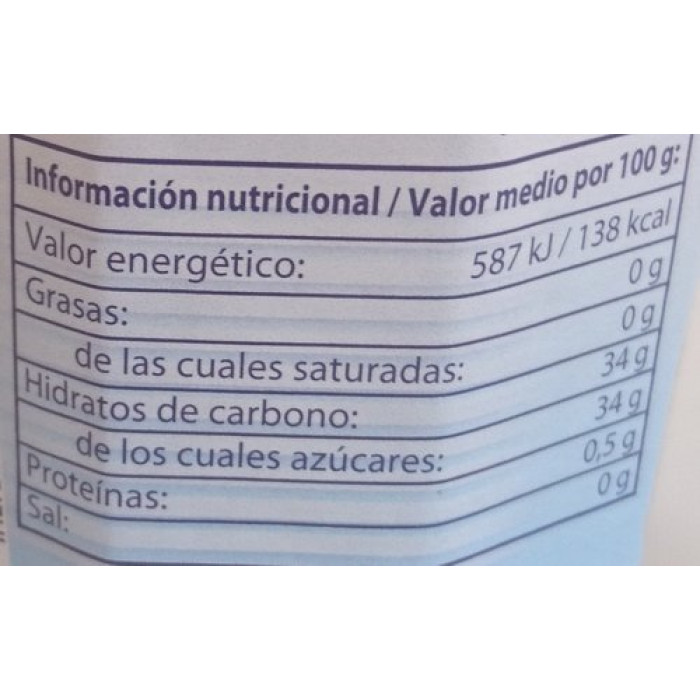 Información nutricional / Valor medio por 100 g:
Valor energético: 587 kJ / 138 kcal
Grasas: 0 g
de las cuales saturadas: 0 g
Hidratos de carbono: 34 g
de los cuales azúcares: 34 g
Proteínas: 0,5 g
Sal: 0 g